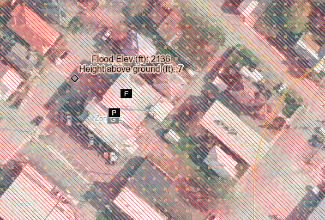 Flood Elev (ft): 2136
Height above ground (ft): 7
F
P